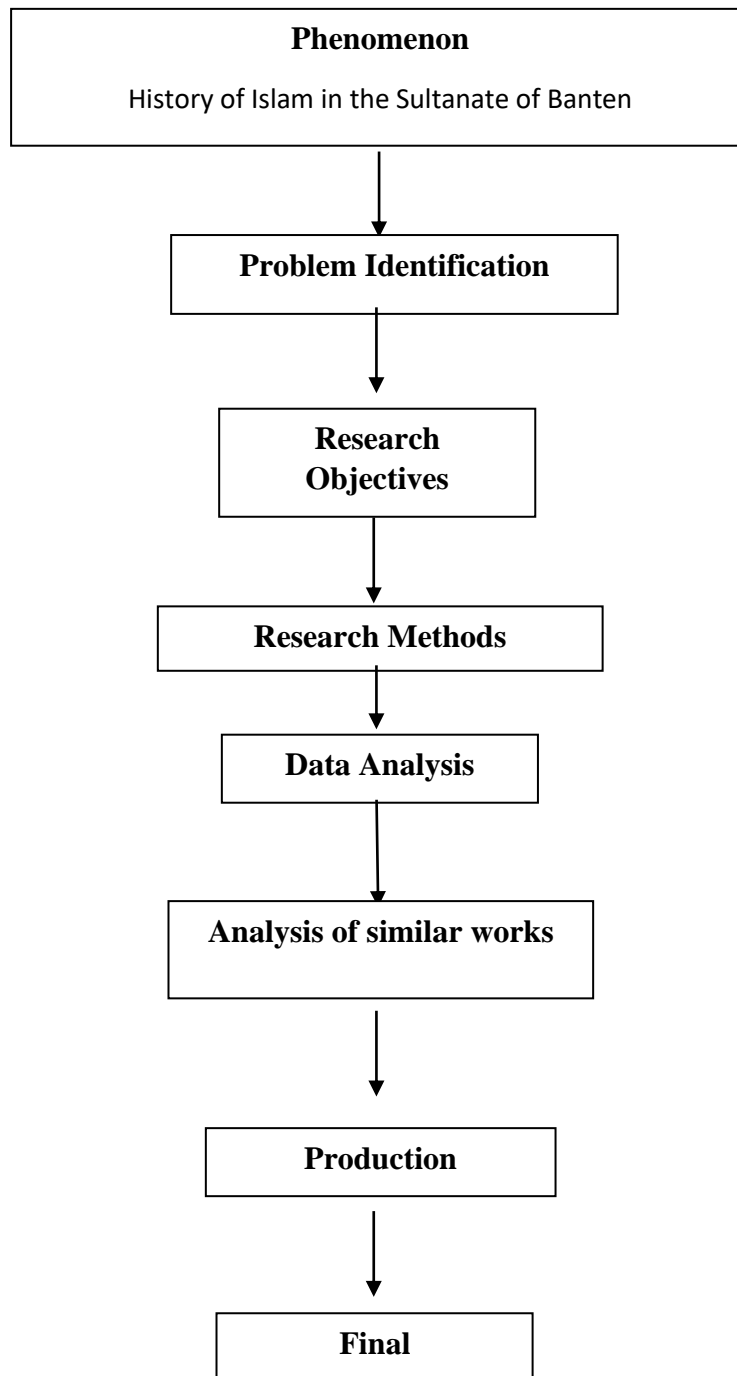 Phenomenon
History of Islam in the Sultanate of Banten
Problem Identification
Research
Objectives
Research Methods
Data Analysis
Analysis of similar works
Production
Final